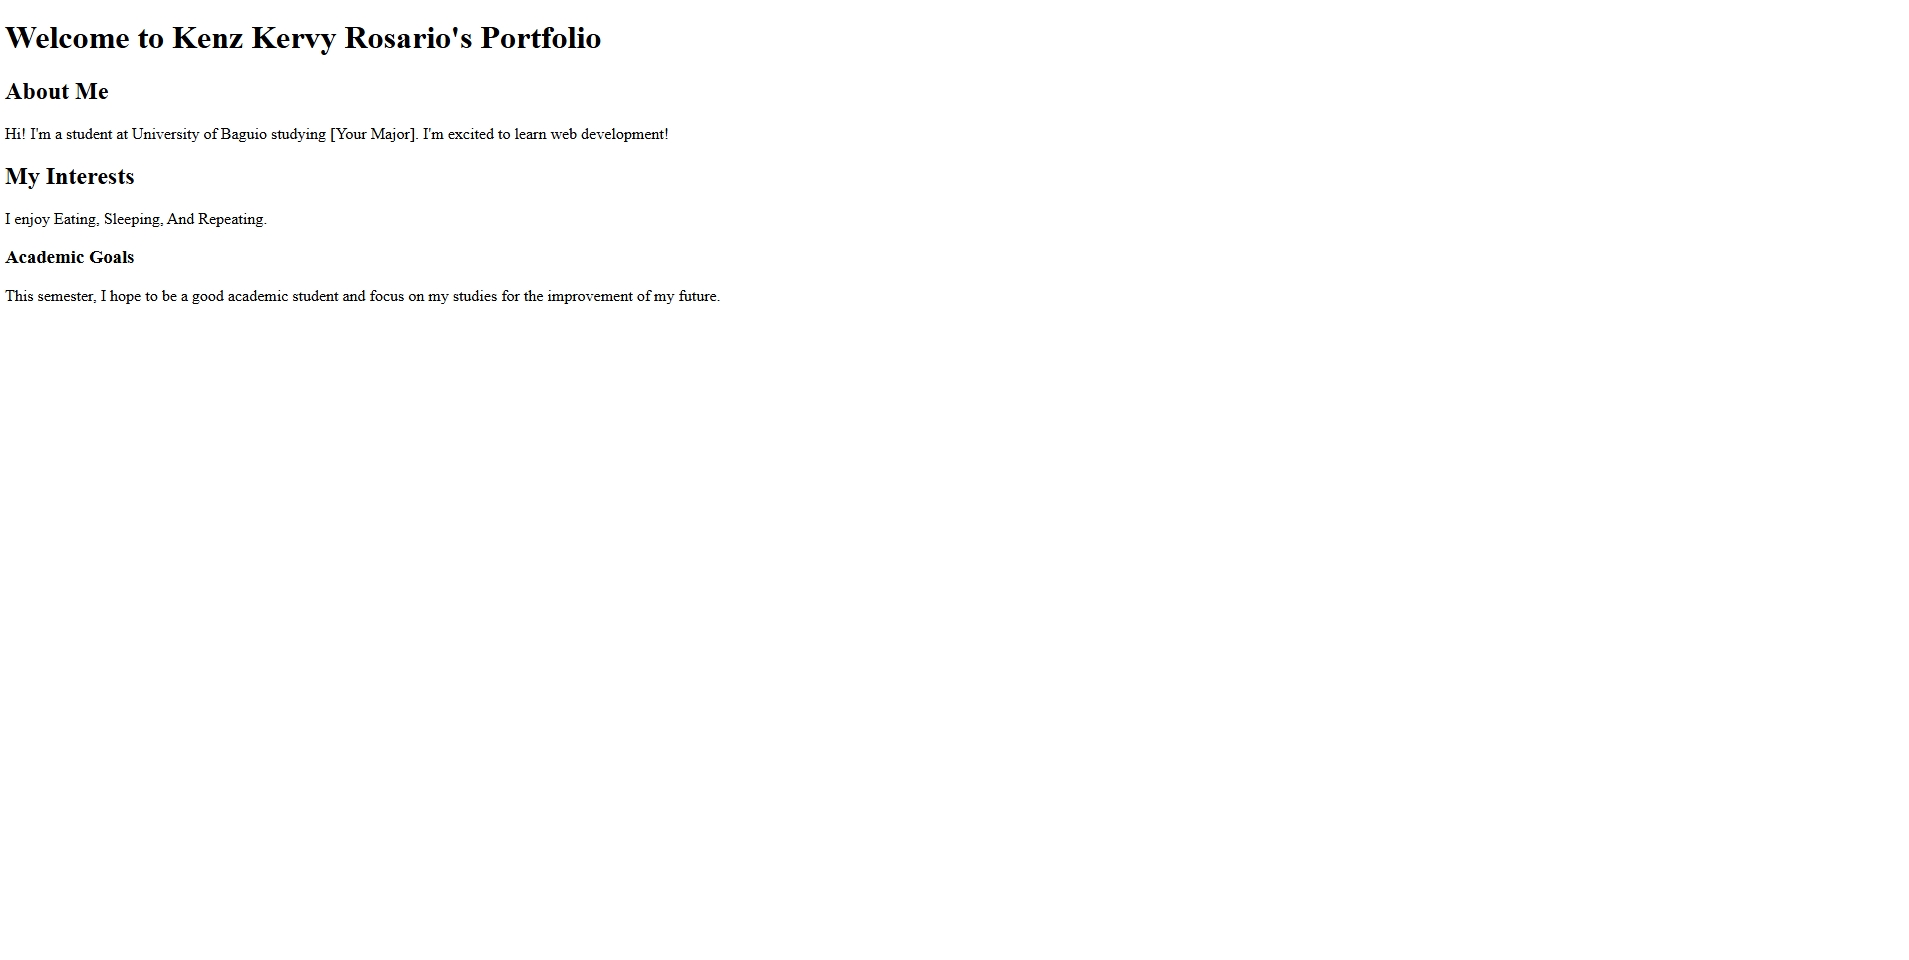 Welcome to Kenz Kervy Rosario's Portfolio
About Me
Hi! I'm a student at University of Baguio studying [Your Major]. I'm excited to learn web development!
My Interests
I enjoy Eating, Sleeping, And Repeating.
Academic Goals
This semester, I hope to be a good academic student and focus on my studies for the improvement of my future.